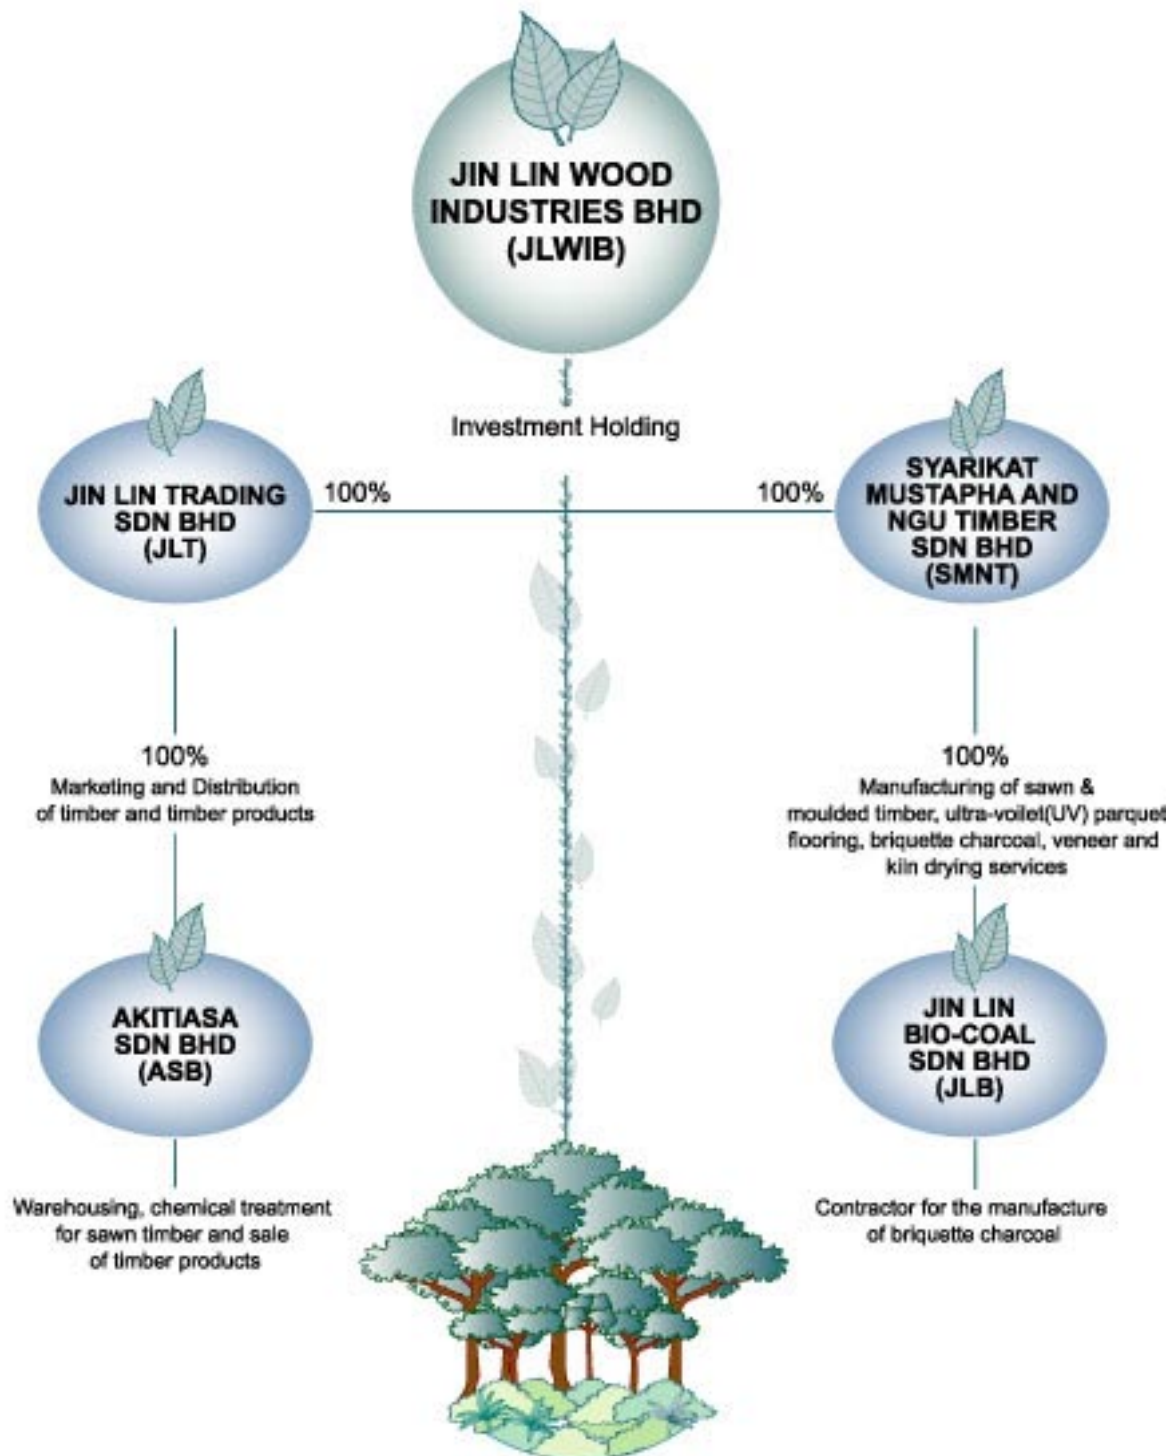 JIN LIN WOOD
INDUSTRIES BHD
(JLWIB)
Investment Holding
JIN LIN TRADING
SDN BHD
(JLT)
100%
100%
SYARIKAT
MUSTAPHA AND
NGU TIMBER
SDN BHD
(SMNT)
100%
Marketing and Distribution
of timber and timber products
100%
Manufacturing of sawn &
moulded timber, ultra-voilet(UV) parquet
flooring, briquette charcoal, veneer and
kiln drying services
AKITIASA
SDN BHD
(ASB)
JIN LIN
BIO-COAL
SDN BHD
(JLB)
Warehousing, chemical treatment
for sawn timber and sale
of timber products
Contractor for the manufacture
of briquette charcoal